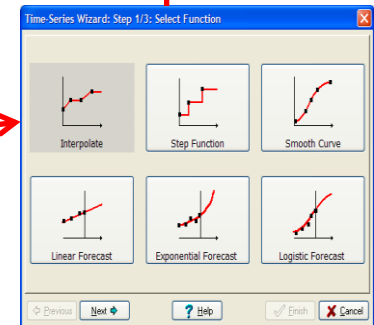 Time-Series Wizard: Step 1/3: Select Function
Interpolate Step Function Smooth Curve
Linear Forecast Exponential Forecast Logistic Forecast
Previous Next Help Finish Cancel